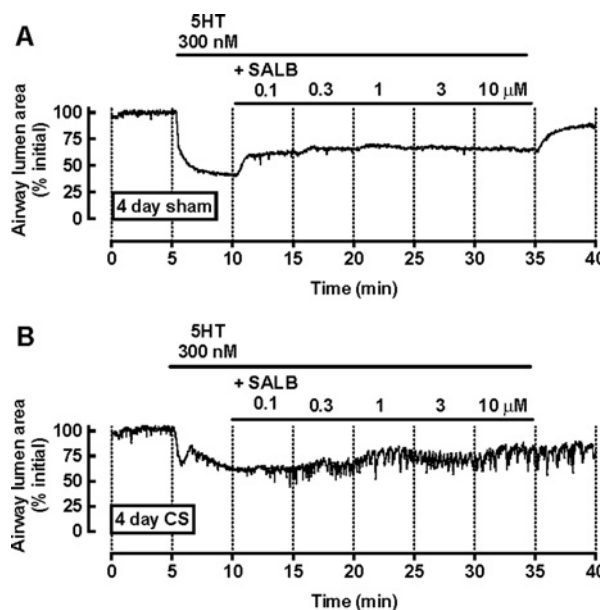 A
5HT
300 nM
+ SALB
0.1 0.3 1 3 10 µM
100
75
50
25
0
Airway lumen area
(% initial)
4 day sham
0 5 10 15 20 25 30 35 40
Time (min)
B
5HT
300 nM
+ SALB
0.1 0.3 1 3 10 µM
100
75
50
25
0
Airway lumen area
(% initial)
4 day CS
0 5 10 15 20 25 30 35 40
Time (min)